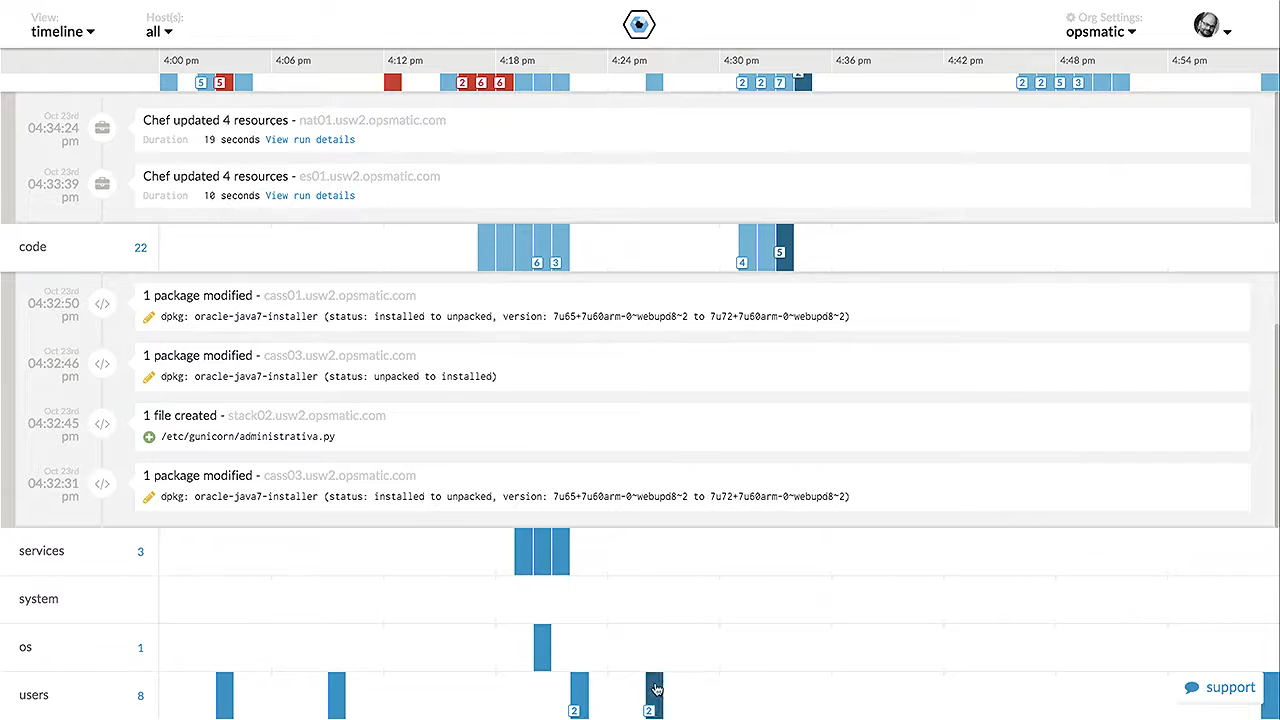 View:
timeline
Host(s):
all
Org Settings:
opsmatic
4:00 pm 4:06 pm 4:12 pm 4:18 pm 4:24 pm 4:30 pm 4:36 pm 4:42 pm 4:48 pm 4:54 pm
5 5 2 6 6 2 2 7 2 2 5 3
Oct 23rd
04:34:24
pm
Chef updated 4 resources - nat01.usw2.opsmatic.com
Duration 19 seconds View run details
Oct 23rd
04:33:39
pm
Chef updated 4 resources - es01.usw2.opsmatic.com
Duration 10 seconds View run details
code 22
6 3 4 5
Oct 23rd
04:32:50
pm
1 package modified - cass01.usw2.opsmatic.com
dpkg: oracle-java7-installer (status: installed to unpacked, version: 7u65+7u60arm-0~webupd8~2 to 7u72+7u60arm-0~webupd8~2)
Oct 23rd
04:32:46
pm
1 package modified - cass03.usw2.opsmatic.com
dpkg: oracle-java7-installer (status: unpacked to installed)
Oct 23rd
04:32:45
pm
1 file created - stack02.usw2.opsmatic.com
/etc/gunicorn/administrativa.py
Oct 23rd
04:32:31
pm
1 package modified - cass03.usw2.opsmatic.com
dpkg: oracle-java7-installer (status: installed to unpacked, version: 7u65+7u60arm-0~webupd8~2 to 7u72+7u60arm-0~webupd8~2)
services 3
system
os 1
users 8
2 2
support